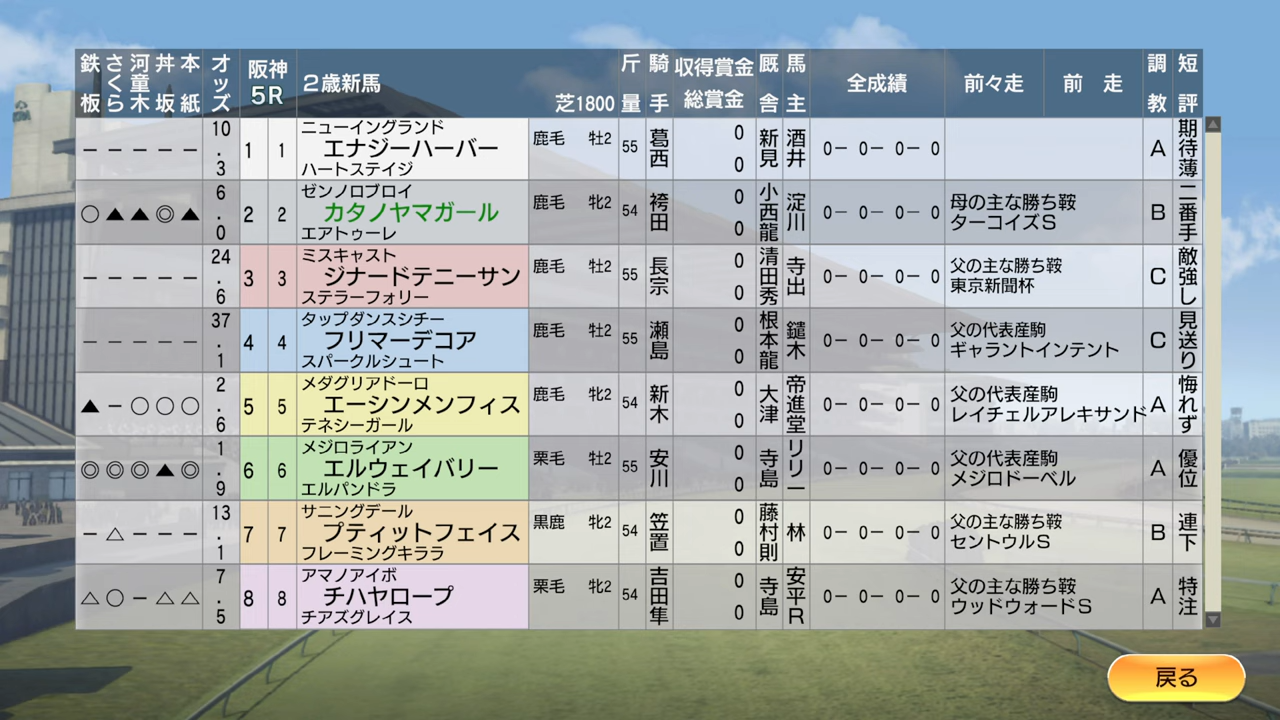 鉄板 さくら 河童木 丼坂 本紙 オッズ 阪神 5R 2歳新馬 芝1800 斤量 騎手 収得賞金 総賞金 厩舎 馬主 全成績 前々走 前 走 調教 短評
－ － － － － 10.3 1 1 ニューイングランド 鹿毛 牡2 55 葛西 0 新見 酒井 0－ 0－ 0－ 0 A 期待薄
エナジーハーバー
ハートステイジ 0
○ ▲ ▲ ◎ ▲ 6.0 2 2 ゼンノロブロイ 鹿毛 牝2 54 袴田 0 小西龍 淀川 0－ 0－ 0－ 0 母の主な勝ち鞍 B 二番手
カタノヤマガール ターコイズS
エアトゥーレ 0
－ － － － － 24.6 3 3 ミスキャスト 鹿毛 牡2 55 長宗 0 清田秀 寺出 0－ 0－ 0－ 0 父の主な勝ち鞍 C 敵強し
ジナードテニーサン 東京新聞杯
ステラーフォリー 0
－ － － － － 37.1 4 4 タップダンスシチー 鹿毛 牡2 55 瀬島 0 根本龍 鑓木 0－ 0－ 0－ 0 父の代表産駒 C 見送り
フリマーデコア ギャラントインテント
スパークルシュート 0
▲ － ○ ○ ○ 2.6 5 5 メダグリアドーロ 鹿毛 牝2 54 新木 0 大津 帝進堂 0－ 0－ 0－ 0 父の代表産駒 A 悔れず
エーシンメンフィス レイチェルアレキサンド
テネシーガール 0
◎ ◎ ◎ ▲ ◎ 1.9 6 6 メジロライアン 栗毛 牡2 55 安川 0 寺島 リリー 0－ 0－ 0－ 0 父の代表産駒 A 優位
エルウェイバリー メジロドーベル
エルパンドラ 0
－ △ － － － 13.1 7 7 サニングデール 黒鹿 牝2 54 笠置 0 藤村則 林 0－ 0－ 0－ 0 父の主な勝ち鞍 B 連下
プティットフェイス セントウルS
フレーミングキララ 0
△ ○ － △ △ 7.5 8 8 アマノアイボ 栗毛 牝2 54 吉田隼 0 寺島 安平R 0－ 0－ 0－ 0 父の主な勝ち鞍 A 特注
チハヤロープ ウッドウォードS
チアズグレイス 0
戻る